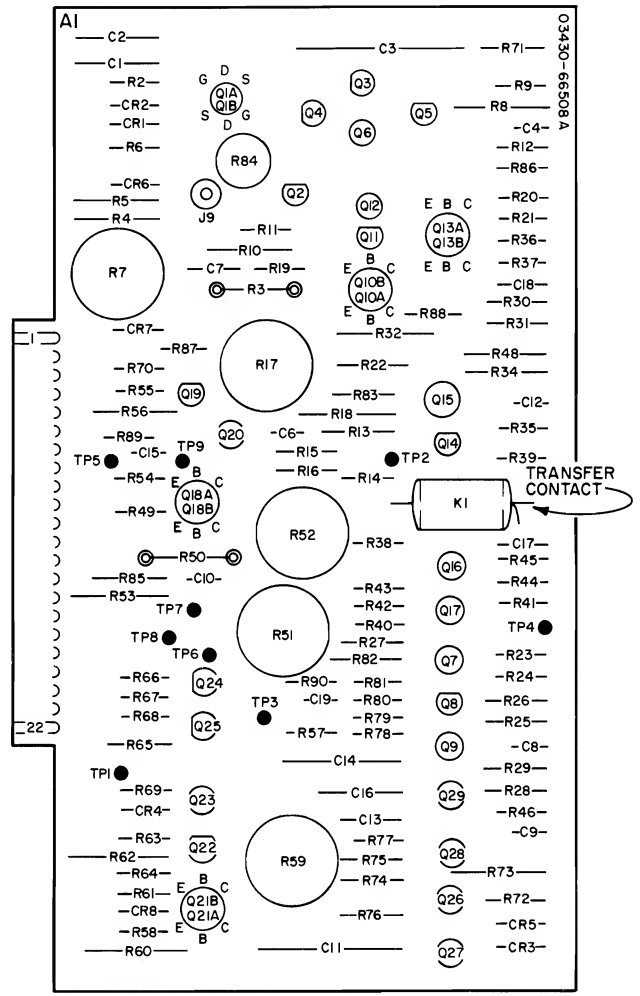 A1
03430-66508A
C2
C3
R71
C1
R2
G D S
Q1A
Q1B
S D G
Q3
R9
CR2
Q4
Q5
R8
CR1
Q6
C4
R6
R12
R84
R86
CR6
R5
J9
Q2
Q12
E B C
R20
R4
R21
R11
Q11
Q13A
Q13B
R36
R10
B
E B C
R7
C7
R19
E C
Q10B
Q10A
E B C
R37
R3
C18
R30
R88
R31
CR7
R32
R87
R17
R48
R70
R22
R34
R55
Q19
R83
Q15
C12
R56
R18
Q20
C6
R13
R35
R89
Q14
C15
TP9
R15
TP5
TP2
R39
R16
R54
B
E C
R14
TRANSFER
CONTACT
Q18A
Q18B
K1
R49
E B C
R52
R38
C17
R50
R45
Q16
R85
C10
R44
R53
R43
TP7
R42
Q17
R41
R40
TP4
TP8
R51
R27
TP6
R82
Q7
R23
R66
Q24
R90
R81
R24
R67
C19
R80
Q8
R26
R68
TP3
R79
R25
Q25
R57
R78
R65
Q9
C8
C14
TP1
R29
R69
Q23
C16
Q29
R28
CR4
R46
C13
C9
R63
Q22
R77
R62
R59
R75
Q28
R64
R74
R73
R61
B
E C
Q21B
Q21A
E B C
Q26
R72
CR8
R76
R58
CR5
R60
C11
Q27
CR3
1
22